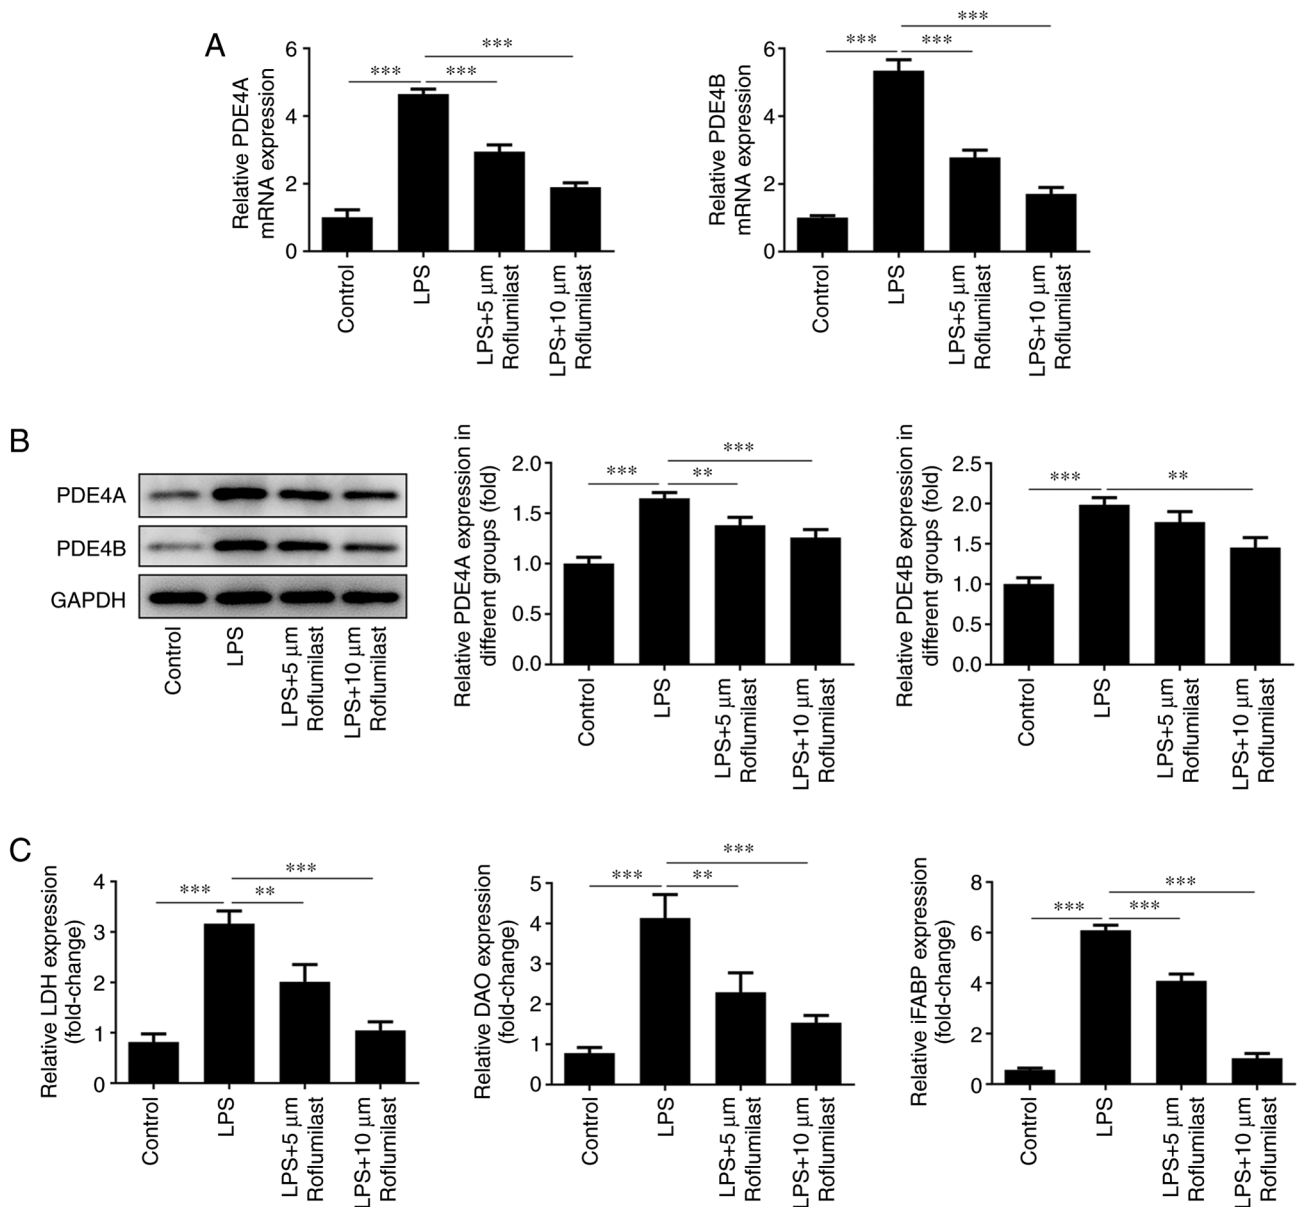 A
Relative PDE4A
mRNA expression
6
4
2
0
***
***
***
Control
LPS
LPS+5 μm
Roflumilast
LPS+10 μm
Roflumilast
Relative PDE4B
mRNA expression
6
4
2
0
***
***
***
Control
LPS
LPS+5 μm
Roflumilast
LPS+10 μm
Roflumilast
B
PDE4A
PDE4B
GAPDH
Control
LPS
LPS+5 μm
Roflumilast
LPS+10 μm
Roflumilast
Relative PDE4A expression in
different groups (fold)
2.0
1.5
1.0
0.5
0.0
***
***
**
Control
LPS
LPS+5 μm
Roflumilast
LPS+10 μm
Roflumilast
Relative PDE4B expression in
different groups (fold)
2.5
2.0
1.5
1.0
0.5
0.0
***
**
Control
LPS
LPS+5 μm
Roflumilast
LPS+10 μm
Roflumilast
C
Relative LDH expression
(fold-change)
4
3
2
1
0
***
***
**
Control
LPS
LPS+5 μm
Roflumilast
LPS+10 μm
Roflumilast
Relative DAO expression
(fold-change)
5
4
3
2
1
0
***
***
**
Control
LPS
LPS+5 μm
Roflumilast
LPS+10 μm
Roflumilast
Relative iFABP expression
(fold-change)
8
6
4
2
0
***
***
***
Control
LPS
LPS+5 μm
Roflumilast
LPS+10 μm
Roflumilast